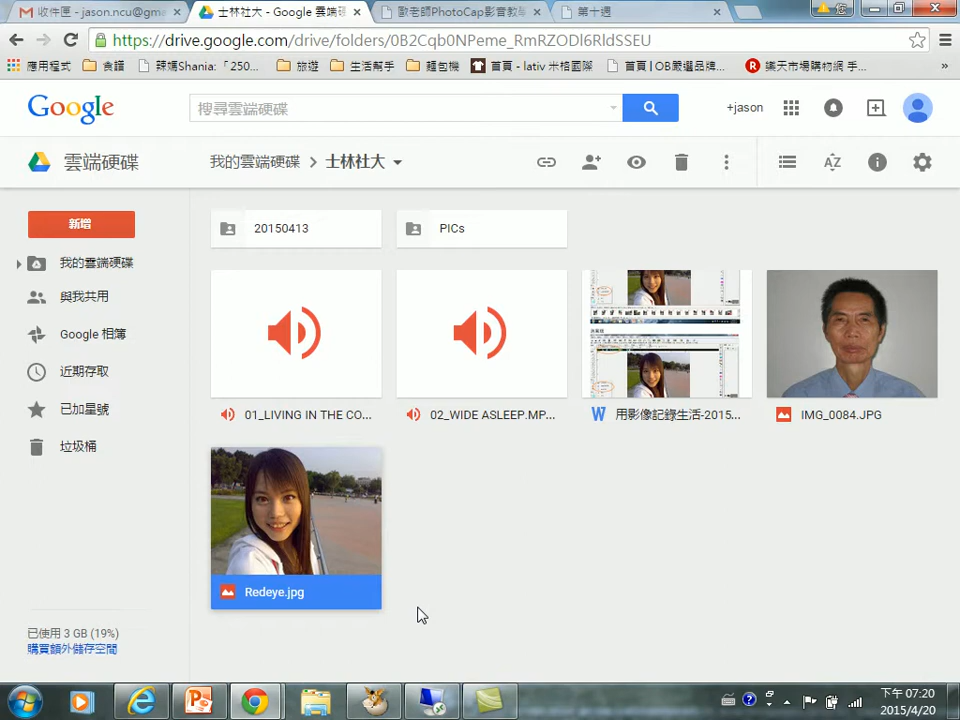 收件匣 - jason.ncu@gma
士林社大 - Google 雲端硬
歐老師PhotoCap影音教學
第十週
https://drive.google.com/drive/folders/0B2Cqb0NPeme_RmRZODl6RldSSEU
應用程式
食譜
辣媽Shania:「250...
旅遊
生活幫手
麵包機
首頁 - lativ 米格國際
首頁 | OB嚴選品牌...
樂天市場購物網 手...
»
Google
搜尋雲端硬碟
+jason
雲端硬碟
我的雲端硬碟 > 士林社大
AZ
新增
20150413
PICs
我的雲端硬碟
與我共用
Google 相簿
近期存取
已加星號
垃圾桶
01_LIVING IN THE CO...
02_WIDE ASLEEP.MP...
W 用影像記錄生活-2015...
IMG_0084.JPG
Redeye.jpg
已使用 3 GB (19%)
購買額外儲存空間
下午 07:20
2015/4/20